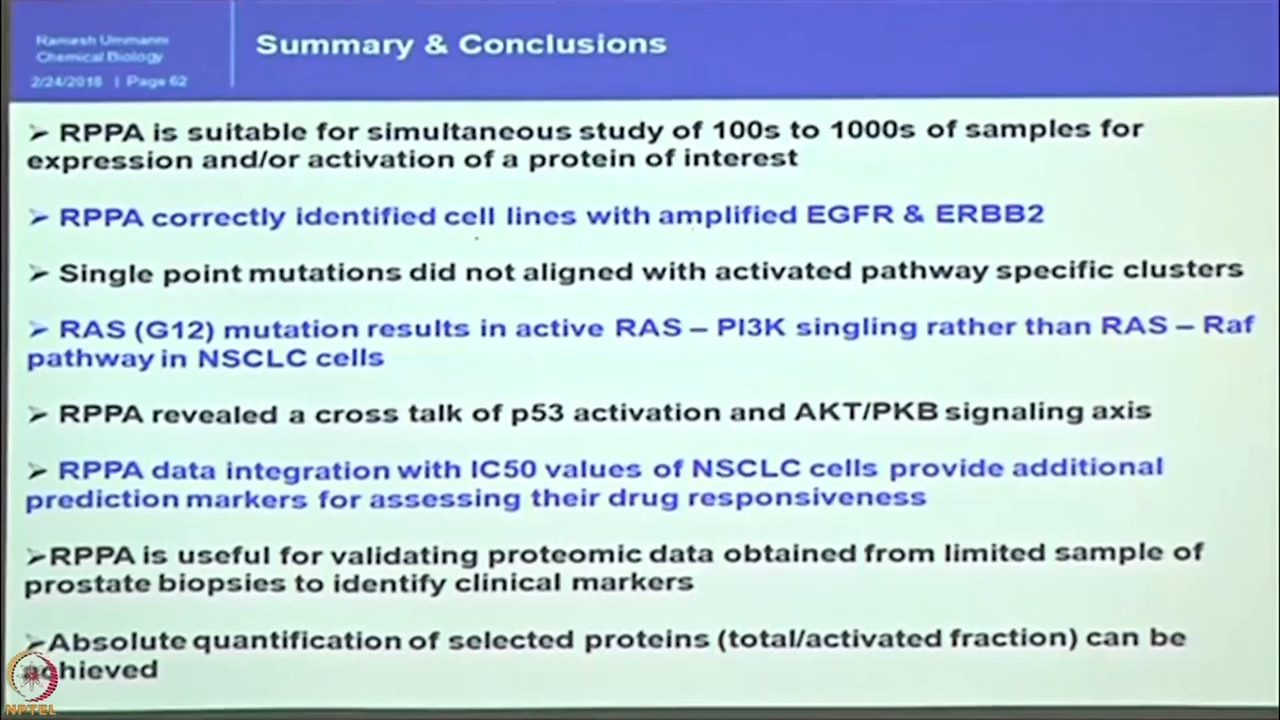 Ramesh Ummanni
Chemical Biology
2/24/2018 | Page 62
Summary & Conclusions
➢ RPPA is suitable for simultaneous study of 100s to 1000s of samples for
expression and/or activation of a protein of interest
➢ RPPA correctly identified cell lines with amplified EGFR & ERBB2
➢ Single point mutations did not aligned with activated pathway specific clusters
➢ RAS (G12) mutation results in active RAS – PI3K singling rather than RAS – Raf
pathway in NSCLC cells
➢ RPPA revealed a cross talk of p53 activation and AKT/PKB signaling axis
➢ RPPA data integration with IC50 values of NSCLC cells provide additional
prediction markers for assessing their drug responsiveness
➢RPPA is useful for validating proteomic data obtained from limited sample of
prostate biopsies to identify clinical markers
➢Absolute quantification of selected proteins (total/activated fraction) can be
achieved
NPTEL